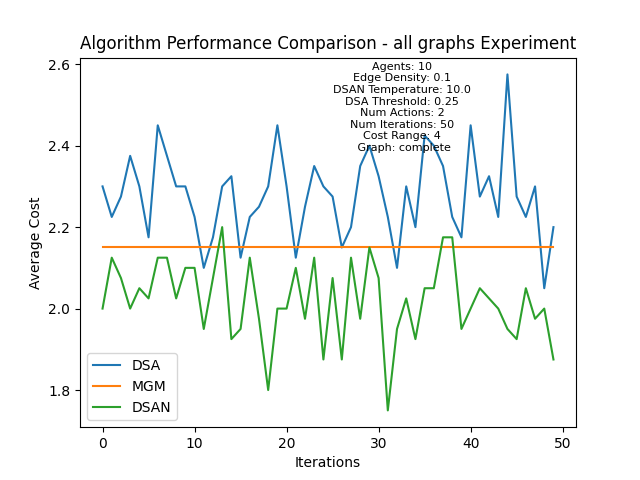 Algorithm Performance Comparison - all graphs Experiment
Agents: 10
Edge Density: 0.1
DSAN Temperature: 10.0
DSA Threshold: 0.25
Num Actions: 2
Num Iterations: 50
Cost Range: 4
Graph: complete
2.6
2.4
2.2
2.0
1.8
Average Cost
DSA
MGM
DSAN
0
10
20
30
40
50
Iterations